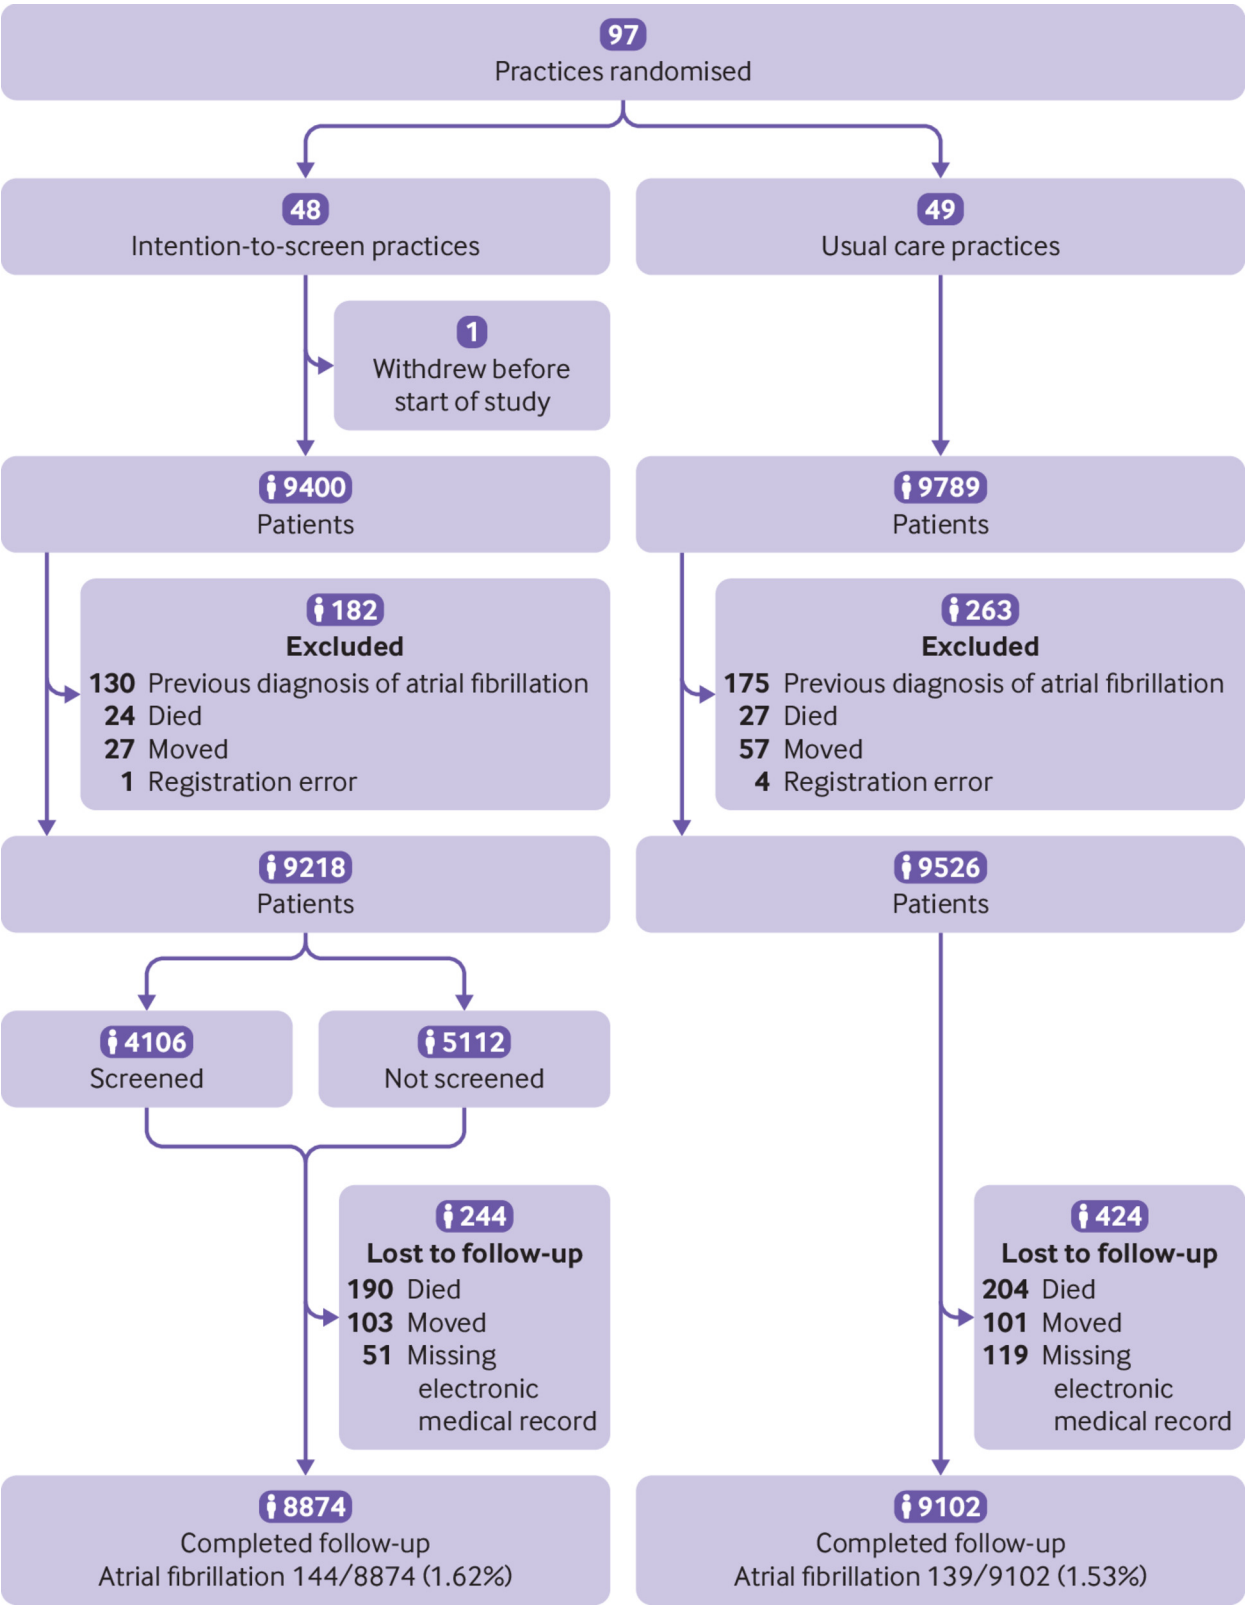 97
Practices randomised
48
Intention-to-screen practices
49
Usual care practices
1
Withdrew before
start of study
9400
Patients
9789
Patients
182
Excluded
130 Previous diagnosis of atrial fibrillation
24 Died
27 Moved
1 Registration error
263
Excluded
175 Previous diagnosis of atrial fibrillation
27 Died
57 Moved
4 Registration error
9218
Patients
9526
Patients
4106
Screened
5112
Not screened
244
Lost to follow-up
190 Died
103 Moved
51 Missing
electronic
medical record
424
Lost to follow-up
204 Died
101 Moved
119 Missing
electronic
medical record
8874
Completed follow-up
Atrial fibrillation 144/8874 (1.62%)
9102
Completed follow-up
Atrial fibrillation 139/9102 (1.53%)